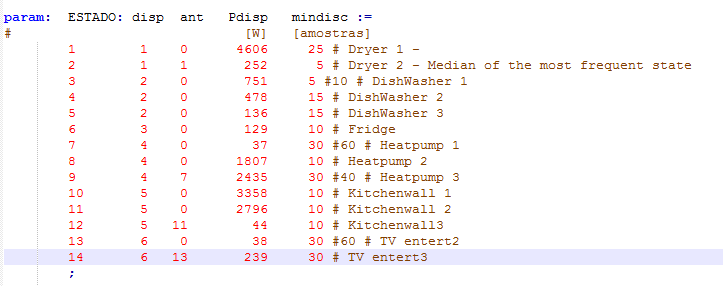 param:  ESTADO: disp  ant   Pdisp   mindisc :=
#                              [W]   [amostras]
        1        1    0      4606     25 # Dryer 1 -
        2        1    1       252      5 # Dryer 2 - Median of the most frequent state
        3        2    0       751     5 #10 # DishWasher 1
        4        2    0       478     15 # DishWasher 2
        5        2    0       136     15 # DishWasher 3
        6        3    0       129     10 # Fridge
        7        4    0        37     30 #60 # Heatpump 1
        8        4    0      1807     10 # Heatpump 2
        9        4    7      2435     30 #40 # Heatpump 3
        10       5    0      3358     10 # Kitchenwall 1
        11       5    0      2796     10 # Kitchenwall 2
        12       5   11        44     10 # Kitchenwall3
        13       6    0        38     30 #60 # TV entert2
        14       6   13       239     30 # TV entert3
        ;